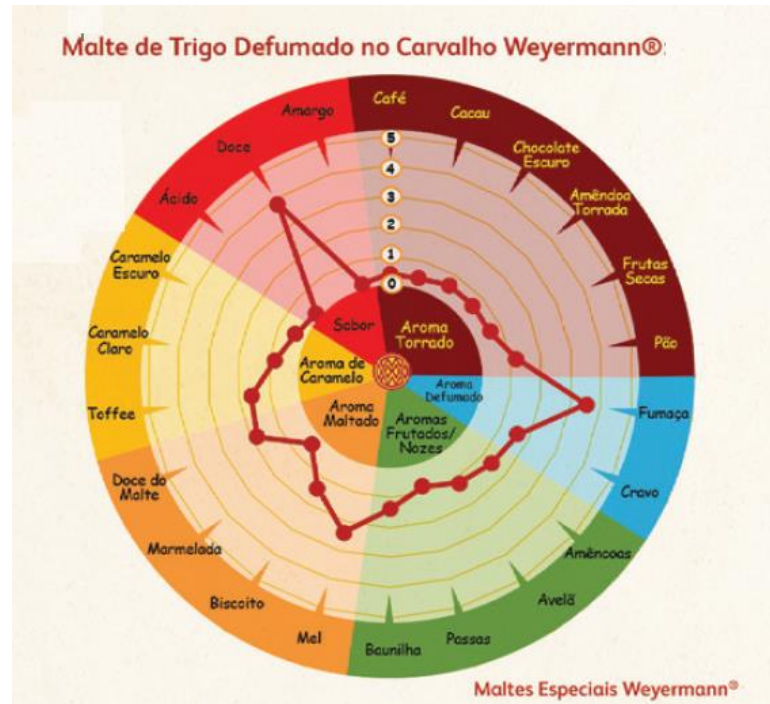 Malte de Trigo Defumado no Carvalho Weyermann®:
Café
Cacau
Chocolate
Escuro
Amêndoa
Torrada
Frutas
Secas
Pão
Fumaça
Cravo
Amêncoas
Avelã
Passas
Baunilha
Mel
Biscoito
Marmelada
Doce do
Malte
Toffee
Caramelo
Claro
Caramelo
Escuro
Ácido
Doce
Amargo
5
4
3
2
1
0
Sabor
Aroma
Torrado
Aroma
Defumado
Aromas
Frutados/
Nozes
Aroma
Maltado
Aroma de
Caramelo
Maltes Especiais Weyermann®